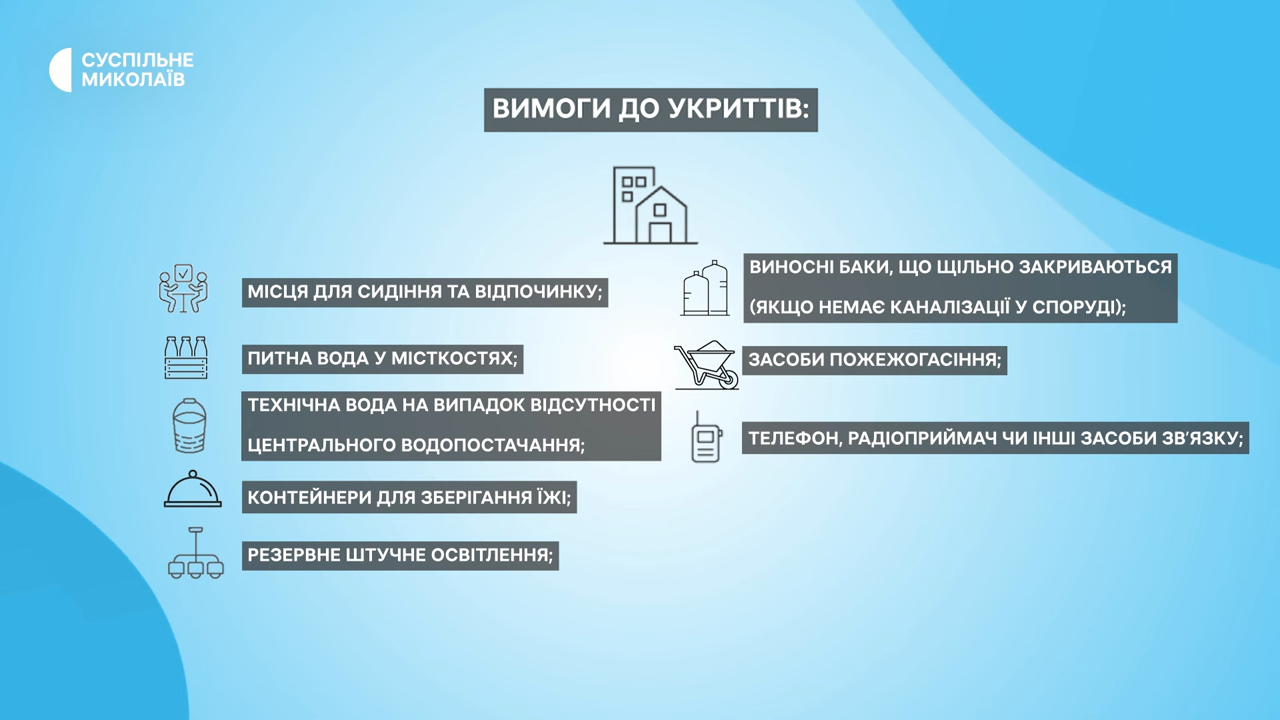 СУСПІЛЬНЕ
МИКОЛАЇВ
ВИМОГИ ДО УКРИТТІВ:
МІСЦЯ ДЛЯ СИДІННЯ ТА ВІДПОЧИНКУ;
ПИТНА ВОДА У МІСТКОСТЯХ;
ТЕХНІЧНА ВОДА НА ВИПАДОК ВІДСУТНОСТІ
ЦЕНТРАЛЬНОГО ВОДОПОСТАЧАННЯ;
КОНТЕЙНЕРИ ДЛЯ ЗБЕРІГАННЯ ЇЖІ;
РЕЗЕРВНЕ ШТУЧНЕ ОСВІТЛЕННЯ;
ВИНОСНІ БАКИ, ЩО ЩІЛЬНО ЗАКРИВАЮТЬСЯ
(ЯКЩО НЕМАЄ КАНАЛІЗАЦІЇ У СПОРУДІ);
ЗАСОБИ ПОЖЕЖОГАСІННЯ;
ТЕЛЕФОН, РАДІОПРИЙМАЧ ЧИ ІНШІ ЗАСОБИ ЗВ’ЯЗКУ;